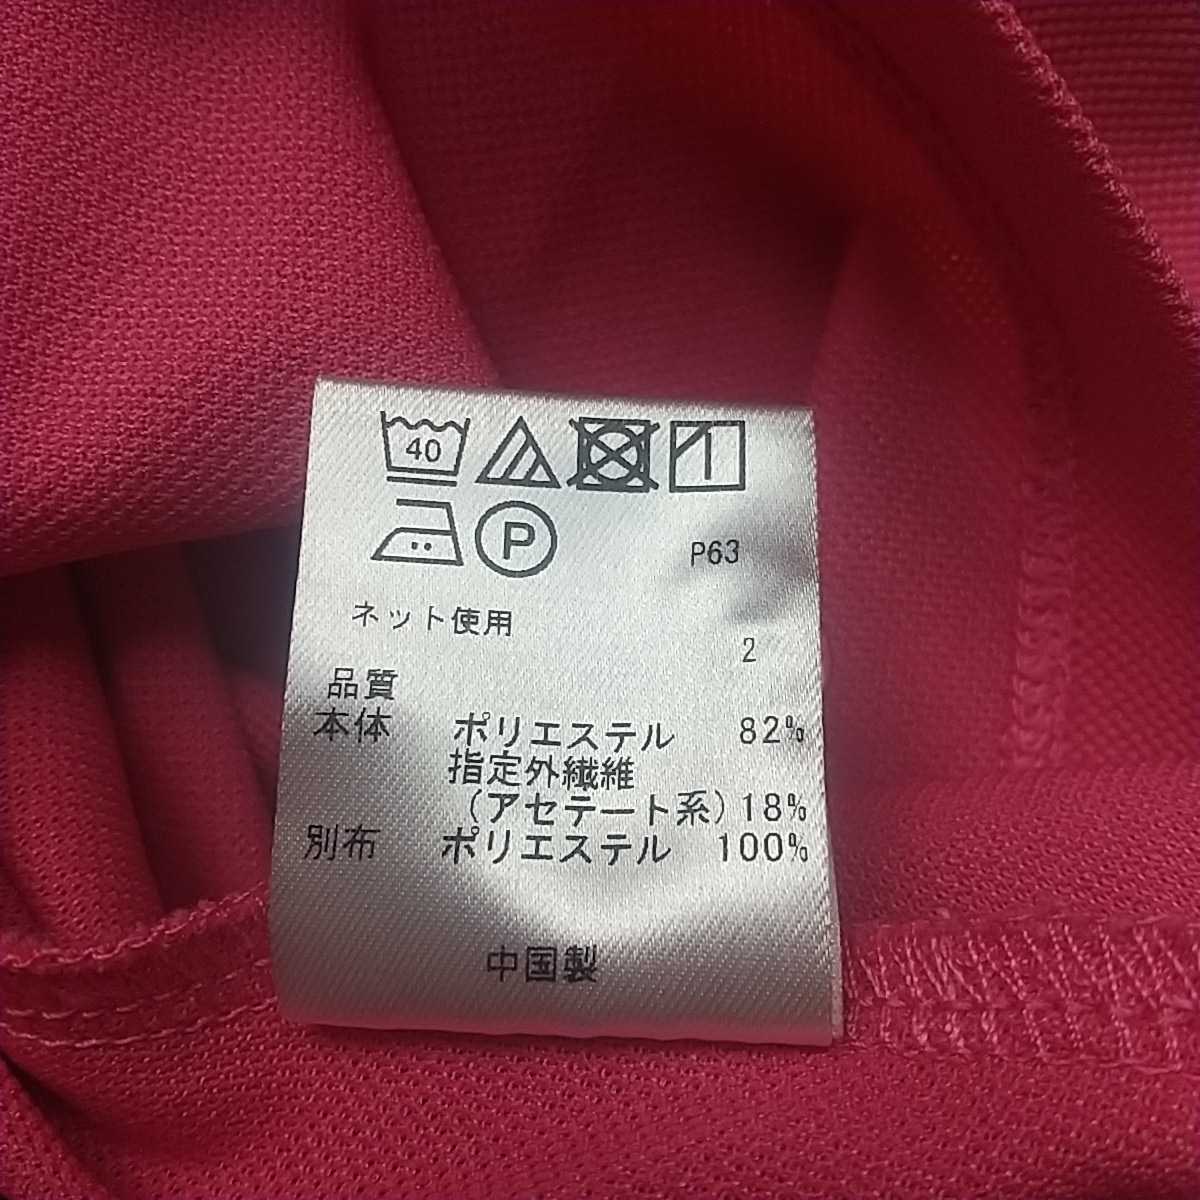 40
P
P63
ネット使用
2
品質
本体 ポリエステル 82%
指定外繊維
(アセテート系)18%
別布 ポリエステル 100%
中国製